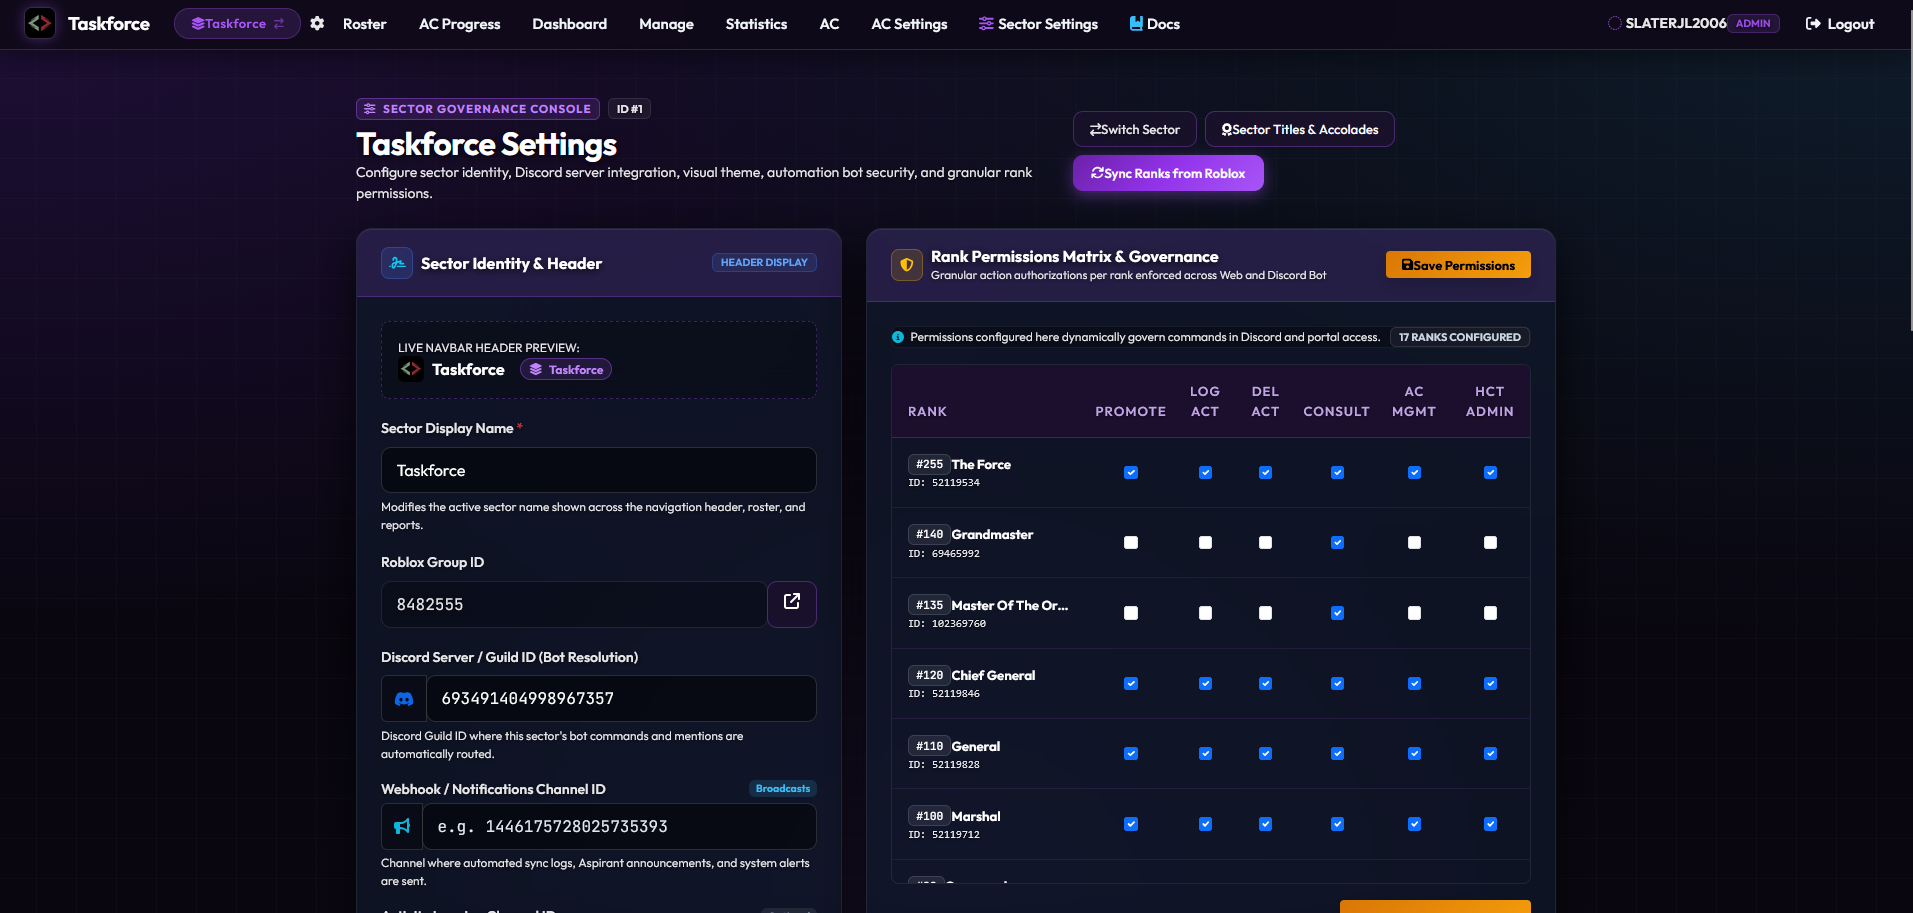 Taskforce
Taskforce
Roster
AC Progress
Dashboard
Manage
Statistics
AC
AC Settings
Sector Settings
Docs
SLATERJL2006
ADMIN
Logout
SECTOR GOVERNANCE CONSOLE
ID #1
Taskforce Settings
Configure sector identity, Discord server integration, visual theme, automation bot security, and granular rank
permissions.
Switch Sector
Sector Titles & Accolades
Sync Ranks from Roblox
Sector Identity & Header
HEADER DISPLAY
LIVE NAVBAR HEADER PREVIEW:
Taskforce
Taskforce
Sector Display Name *
Taskforce
Modifies the active sector name shown across the navigation header, roster, and
reports.
Roblox Group ID
8482555
Discord Server / Guild ID (Bot Resolution)
693491404998967357
Discord Guild ID where this sector's bot commands and mentions are
automatically routed.
Webhook / Notifications Channel ID
Broadcasts
e.g. 1446175728025735393
Channel where automated sync logs, Aspirant announcements, and system alerts
are sent.
Rank Permissions Matrix & Governance
Granular action authorizations per rank enforced across Web and Discord Bot
Save Permissions
Permissions configured here dynamically govern commands in Discord and portal access.
17 RANKS CONFIGURED
RANK
PROMOTE
LOG
ACT
DEL
ACT
CONSULT
AC
MGMT
HCT
ADMIN
#255 The Force
ID: 52119534
#140 Grandmaster
ID: 69465992
#135 Master Of The Or...
ID: 102369760
#120 Chief General
ID: 52119846
#110 General
ID: 52119828
#100 Marshal
ID: 52119712